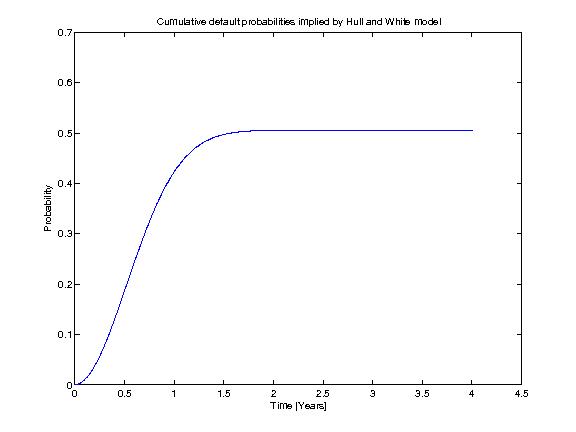 Cumulative default probabilities implied by Hull and White model
0.7
0.6
0.5
0.4
0.3
0.2
0.1
0
Probability
0 0.5 1 1.5 2 2.5 3 3.5 4 4.5
Time [Years]